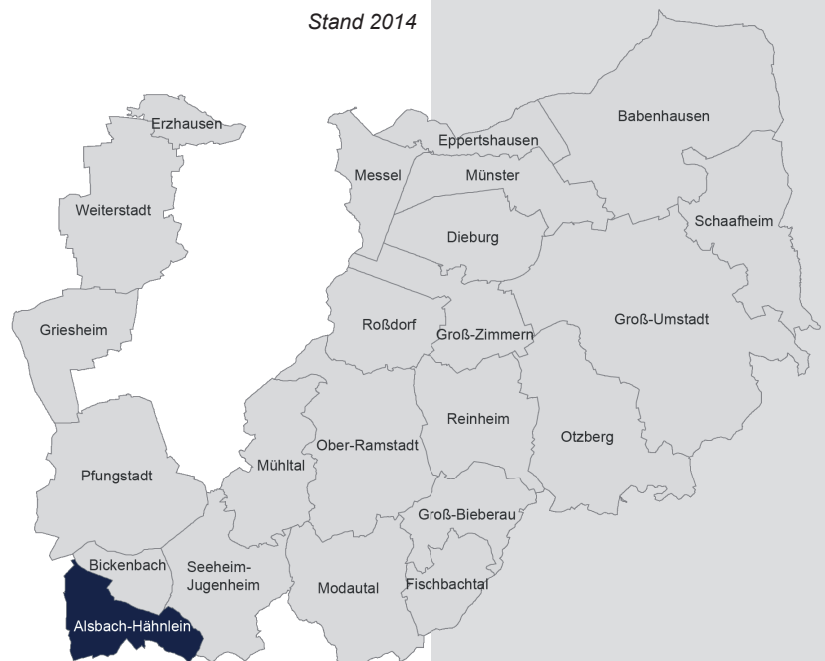 Stand 2014
Babenhausen
Erzhausen
Eppertshausen
Messel
Münster
Weiterstadt
Schaafheim
Dieburg
Groß-Umstadt
Griesheim
Roßdorf
Groß-Zimmern
Reinheim
Otzberg
Ober-Ramstadt
Mühltal
Pfungstadt
Groß-Bieberau
Bickenbach
Seeheim-
Jugenheim
Modautal
Fischbachtal
Alsbach-Hähnlein